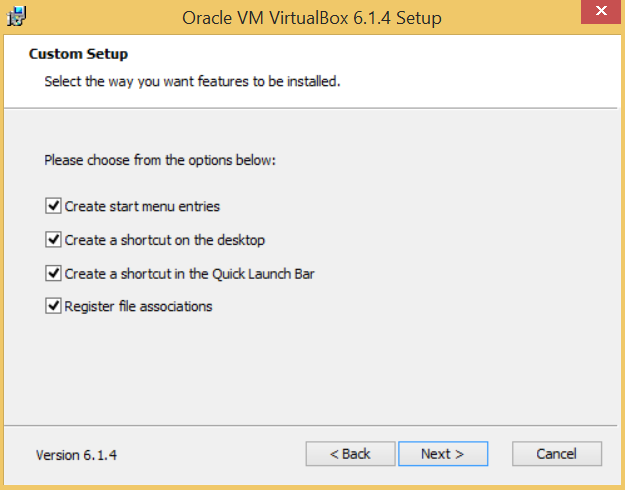 Oracle VM VirtualBox 6.1.4 Setup
Custom Setup
Select the way you want features to be installed.
Please choose from the options below:
Create start menu entries
Create a shortcut on the desktop
Create a shortcut in the Quick Launch Bar
Register file associations
Version 6.1.4
< Back
Next >
Cancel